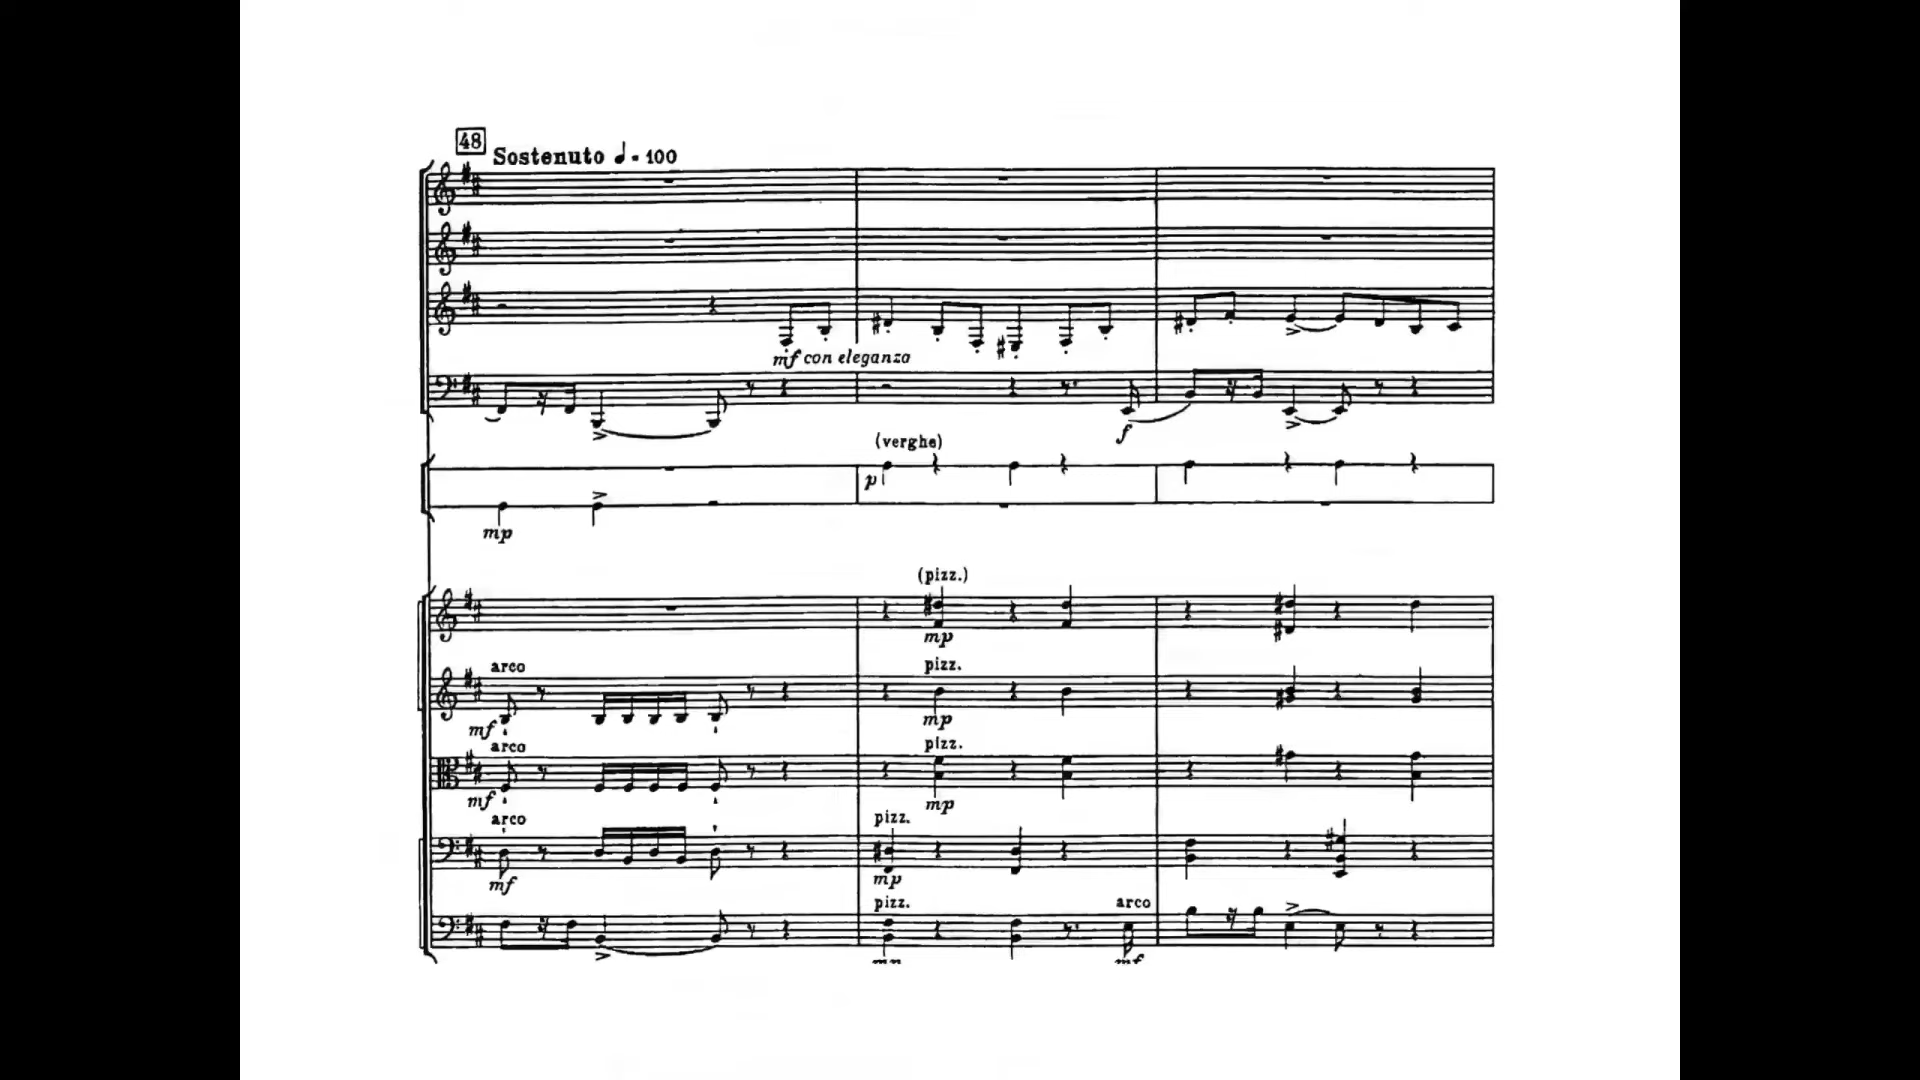 48
Sostenuto ♩ = 100
mf con eleganza
f
(verghe)
p
mp
(pizz.)
mp
arco
pizz.
mf
mp
arco
pizz.
mf
mp
arco
pizz.
mf
mp
pizz.
arco
mp
mf